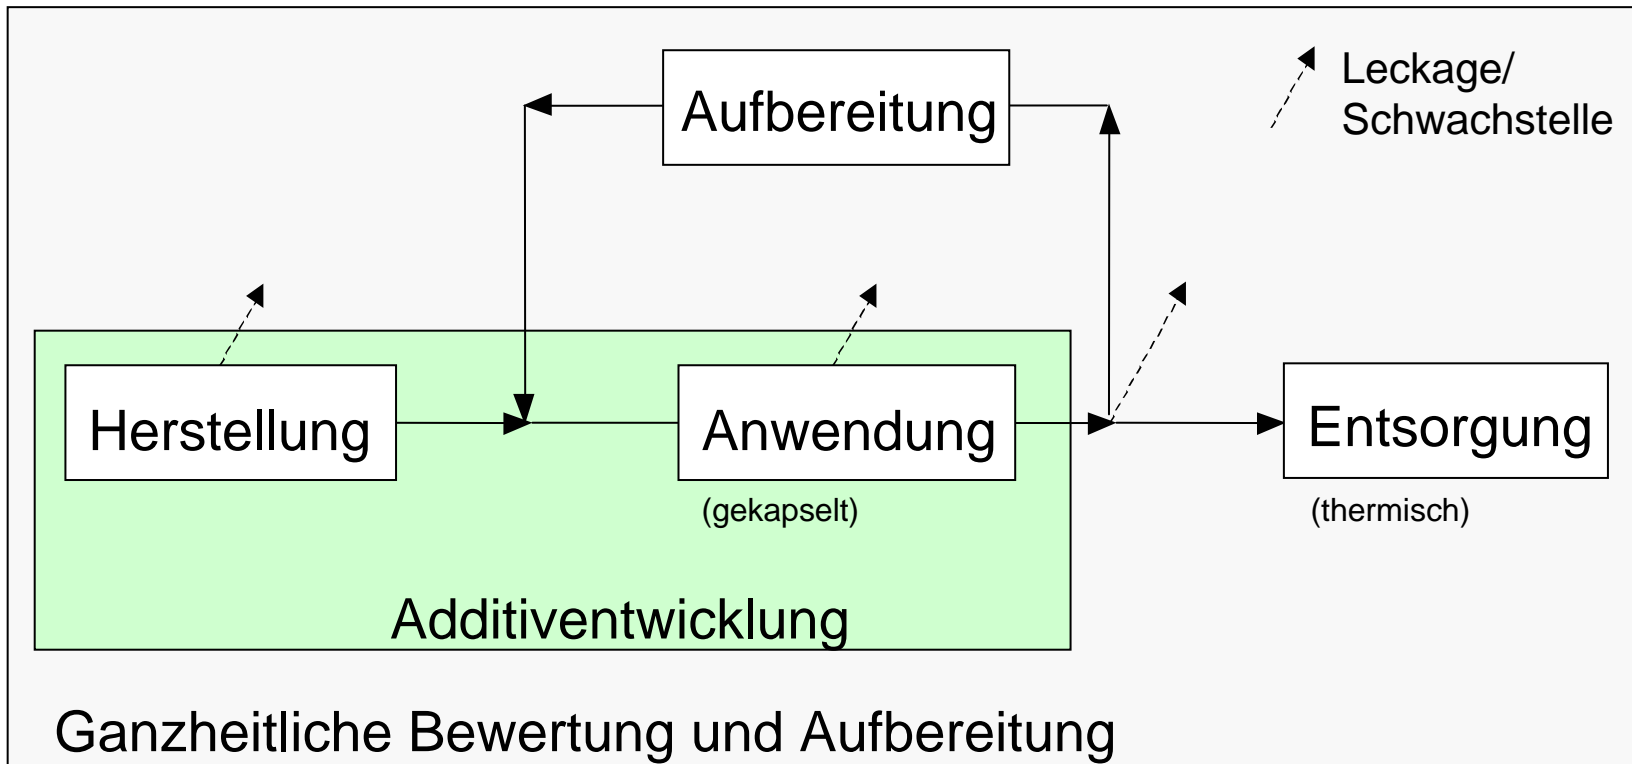 Aufbereitung
Leckage/
Schwachstelle
Herstellung
Anwendung
(gekapselt)
Entsorgung
(thermisch)
Additiventwicklung
Ganzheitliche Bewertung und Aufbereitung